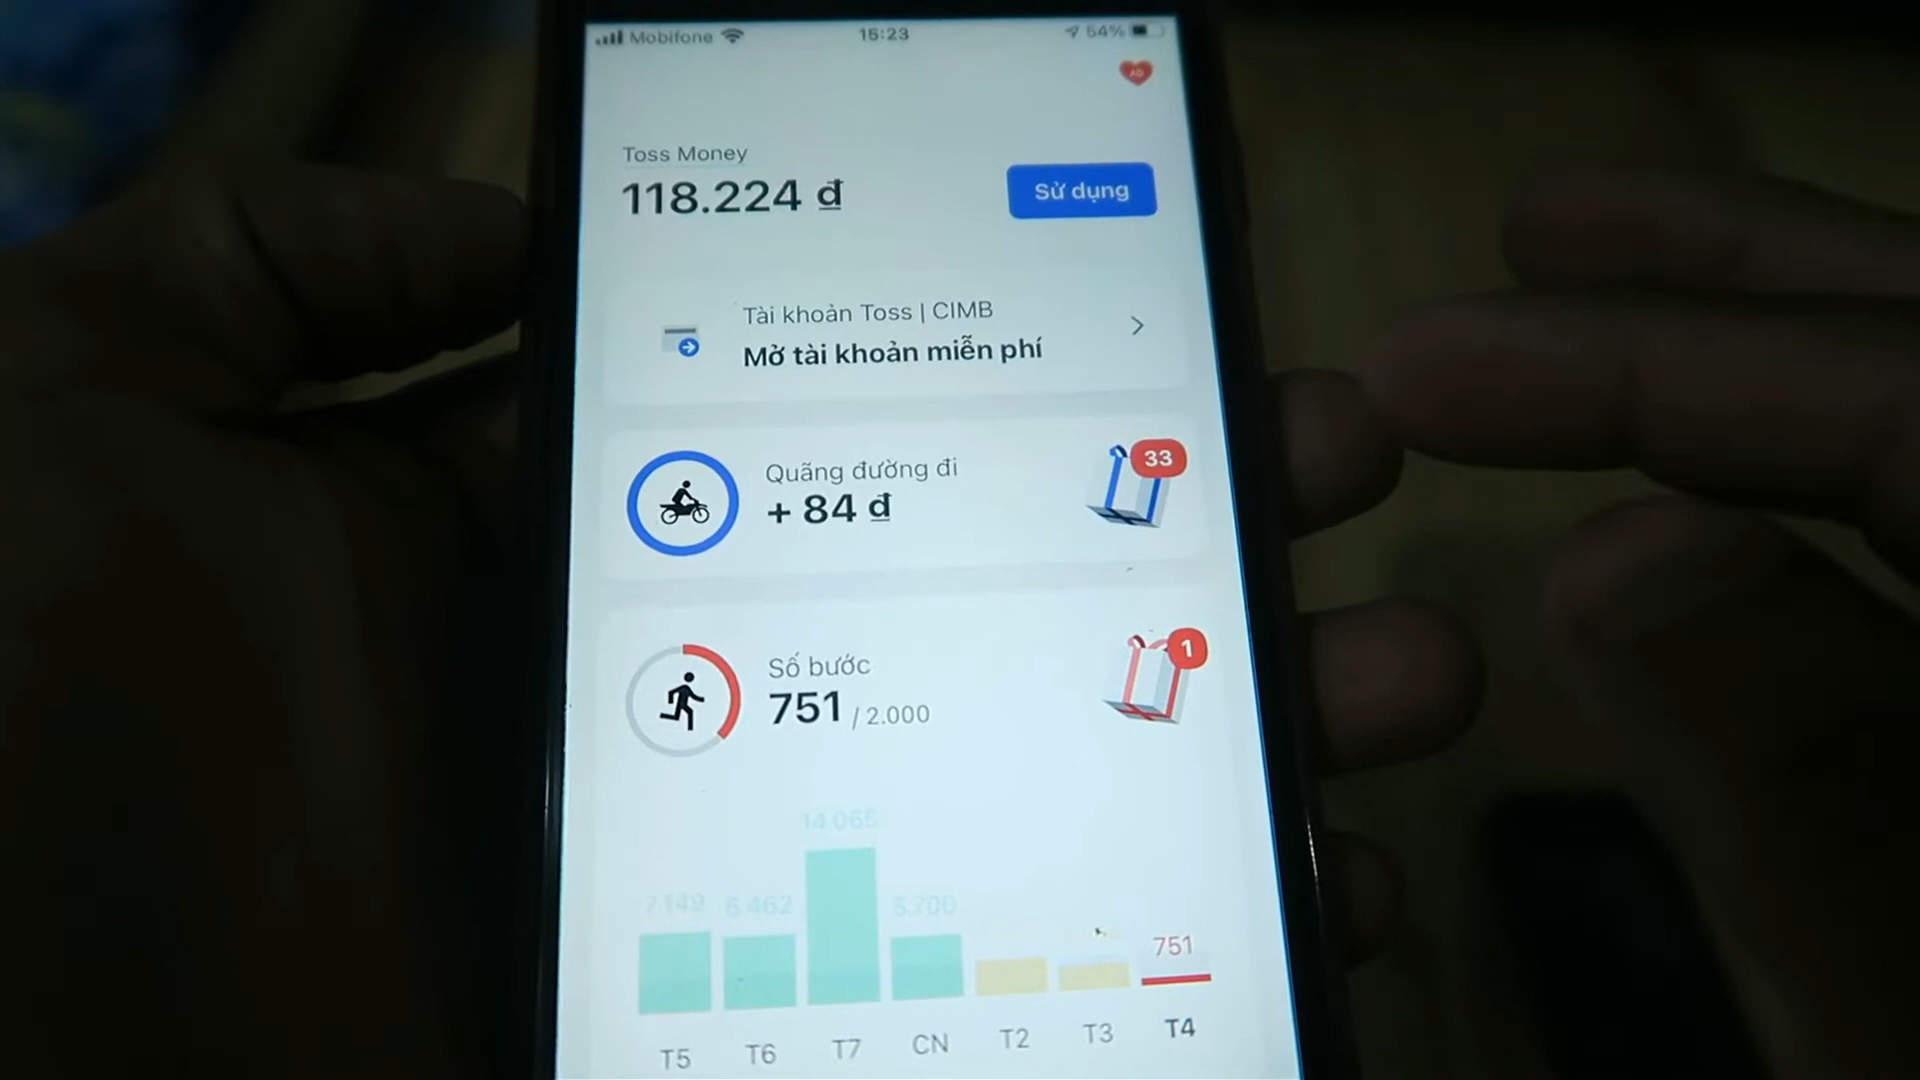 Mobifone
15:23
54%
AD
Toss Money
118.224 đ
Sử dụng
Tài khoản Toss | CIMB
Mở tài khoản miễn phí
Quãng đường đi
+ 84 đ
33
Số bước
751 / 2.000
1
14.065
7.149
6.462
5.700
751
T5
T6
T7
CN
T2
T3
T4